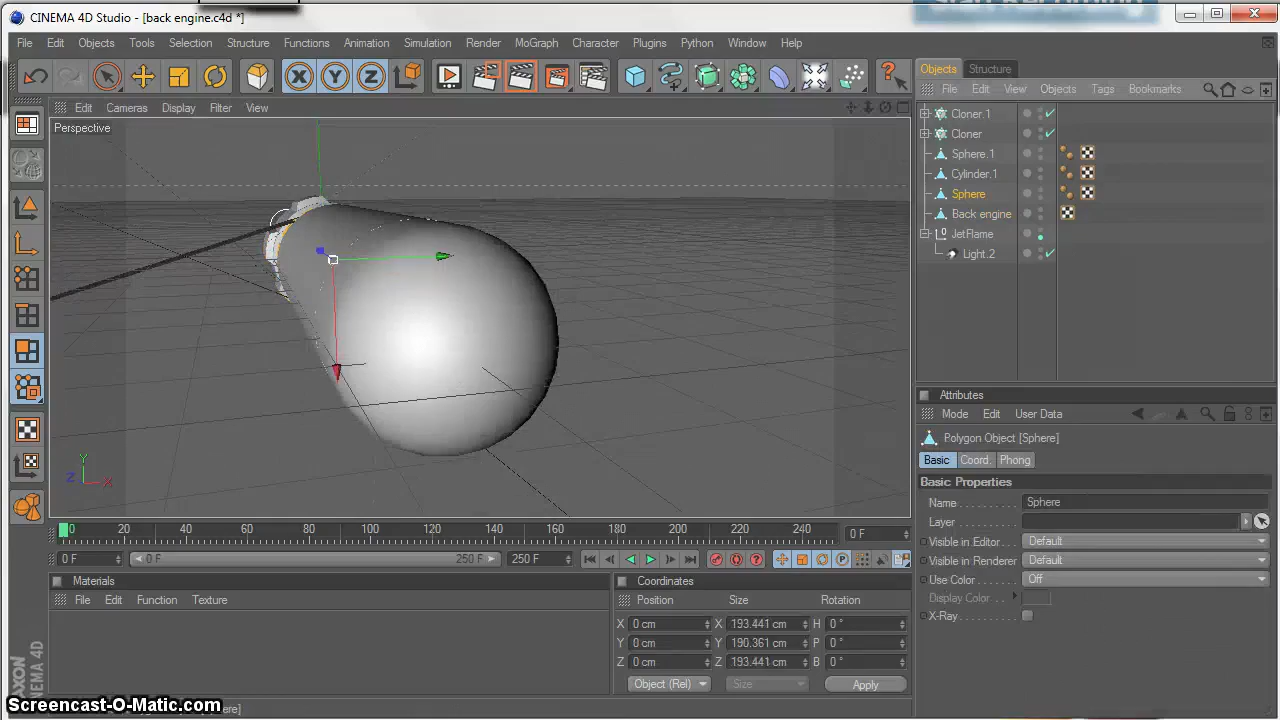 CINEMA 4D Studio - [back engine.c4d *]
File Edit Objects Tools Selection Structure Functions Animation Simulation Render MoGraph Character Plugins Python Window Help
X Y Z
Objects Structure
Edit Cameras Display Filter View
File Edit View Objects Tags Bookmarks
Perspective
Cloner.1
Cloner
Sphere.1
Cylinder.1
Sphere
Back engine
JetFlame
Light.2
Attributes
Mode Edit User Data
Polygon Object [Sphere]
Basic Coord. Phong
Basic Properties
Name Sphere
Layer
Visible in Editor Default
Visible in Renderer Default
Use Color Off
Display Color
X-Ray
Y
Z X
0 20 40 60 80 100 120 140 160 180 200 220 240 0 F
0 F 0 F 250 F 250 F
Materials
File Edit Function Texture
Coordinates
Position Size Rotation
X 0 cm X 193.441 cm H 0 °
Y 0 cm Y 190.361 cm P 0 °
Z 0 cm Z 193.441 cm B 0 °
Object (Rel) Size Apply
CINEMA 4D
Screencast-O-Matic.com